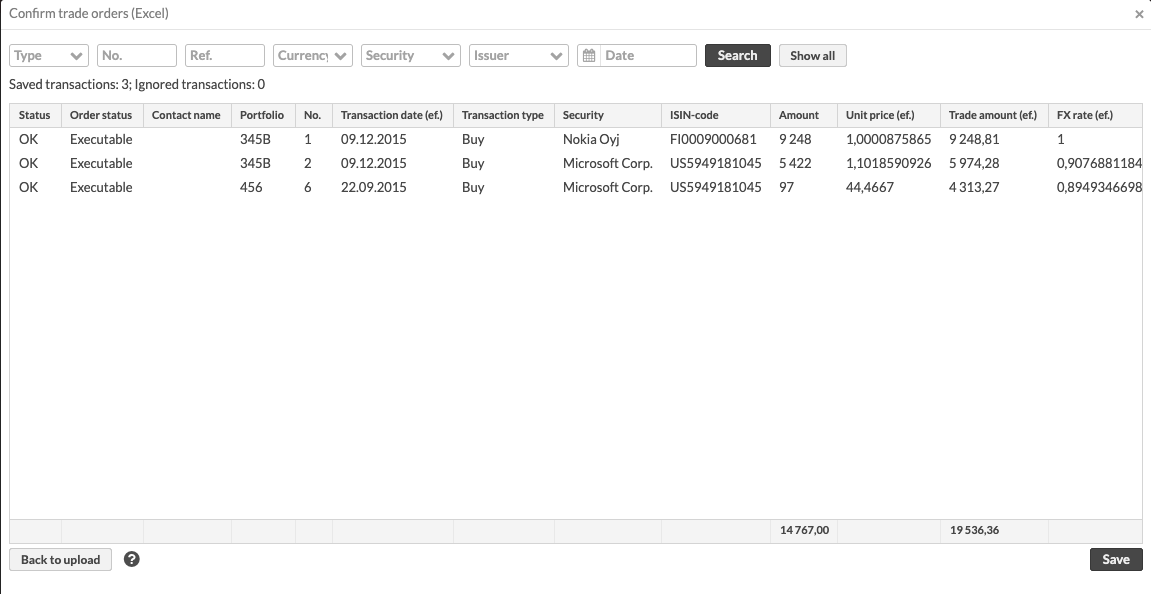 Confirm trade orders (Excel) ×
Type No. Ref. Currency Security Issuer Date Search Show all
Saved transactions: 3; Ignored transactions: 0
Status Order status Contact name Portfolio No. Transaction date (ef.) Transaction type Security ISIN-code Amount Unit price (ef.) Trade amount (ef.) FX rate (ef.)
OK Executable 345B 1 09.12.2015 Buy Nokia Oyj FI0009000681 9 248 1,0000875865 9 248,81 1
OK Executable 345B 2 09.12.2015 Buy Microsoft Corp. US5949181045 5 422 1,1018590926 5 974,28 0,9076881184
OK Executable 456 6 22.09.2015 Buy Microsoft Corp. US5949181045 97 44,4667 4 313,27 0,8949346698
14 767,00 19 536,36
Back to upload ? Save